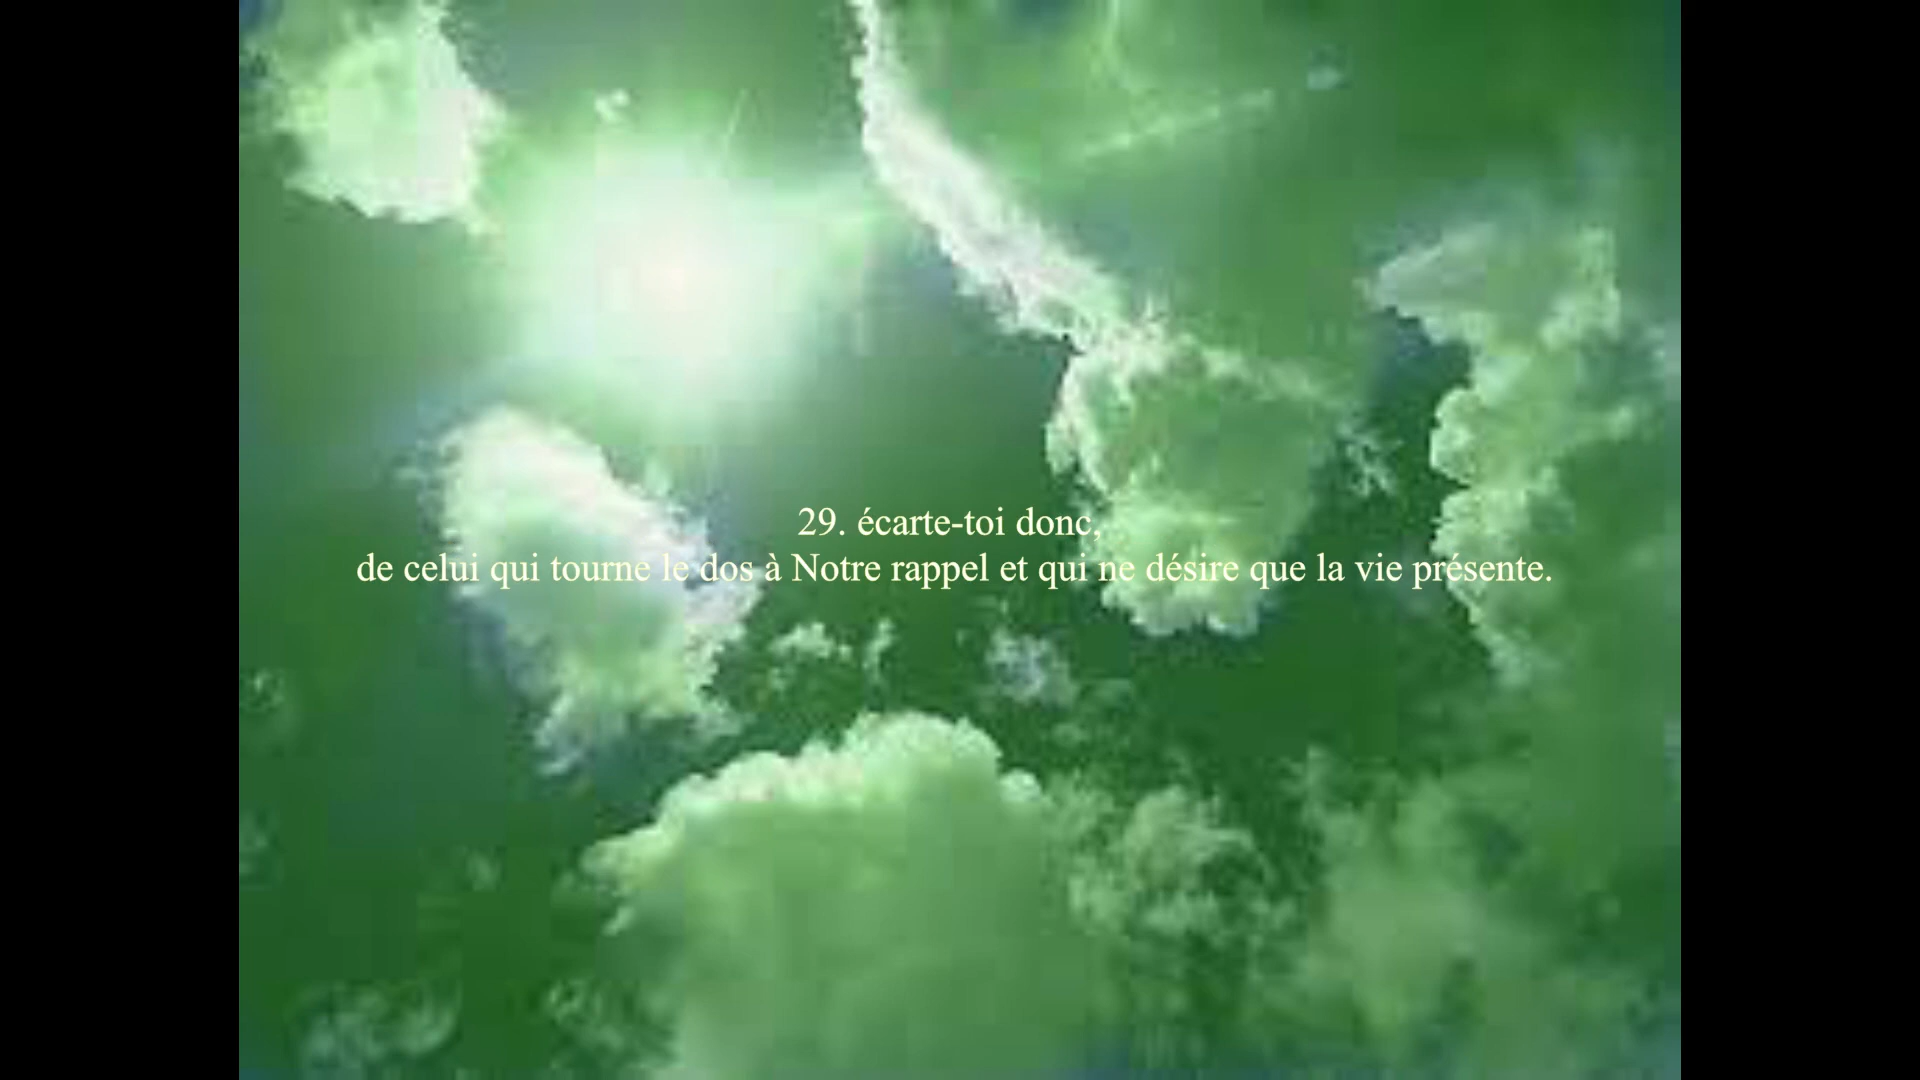 29. écarte-toi donc,
de celui qui tourne le dos à Notre rappel et qui ne désire que la vie présente.